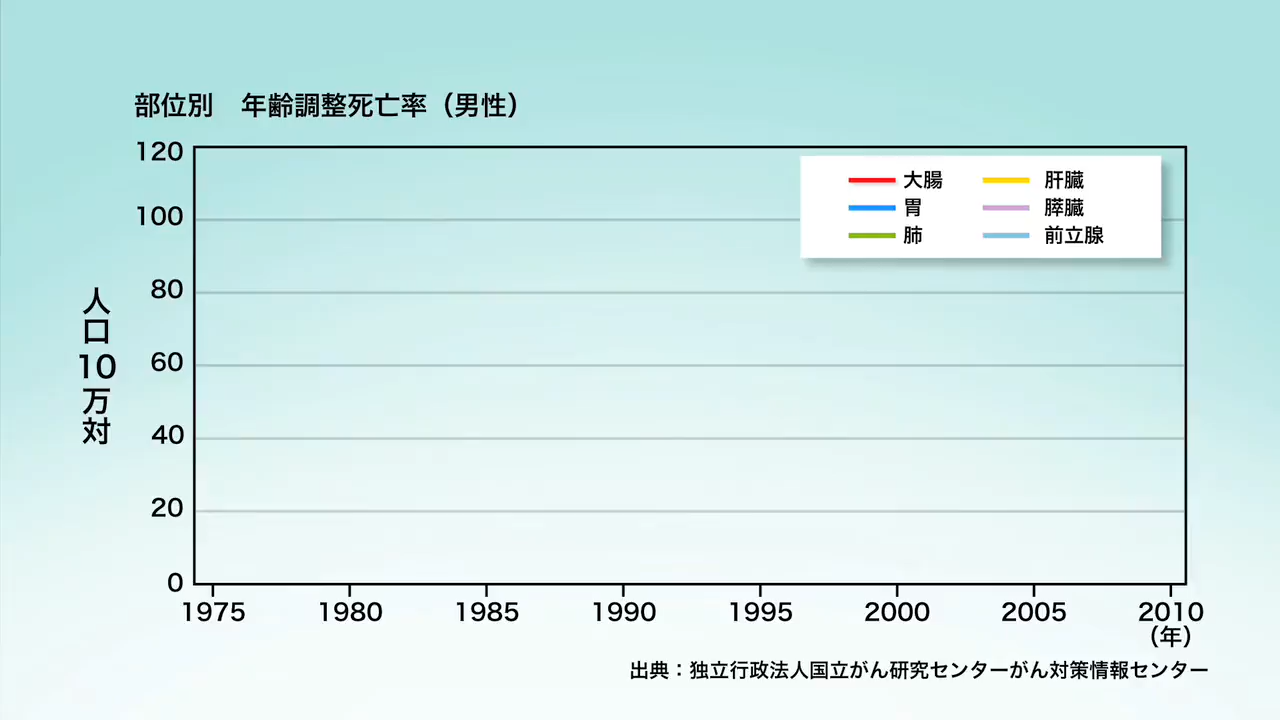 部位別　年齢調整死亡率（男性）
120
100
80
60
40
20
0
人口10万対
大腸
胃
肺
肝臓
膵臓
前立腺
1975 1980 1985 1990 1995 2000 2005 2010
（年）
出典：独立行政法人国立がん研究センターがん対策情報センター